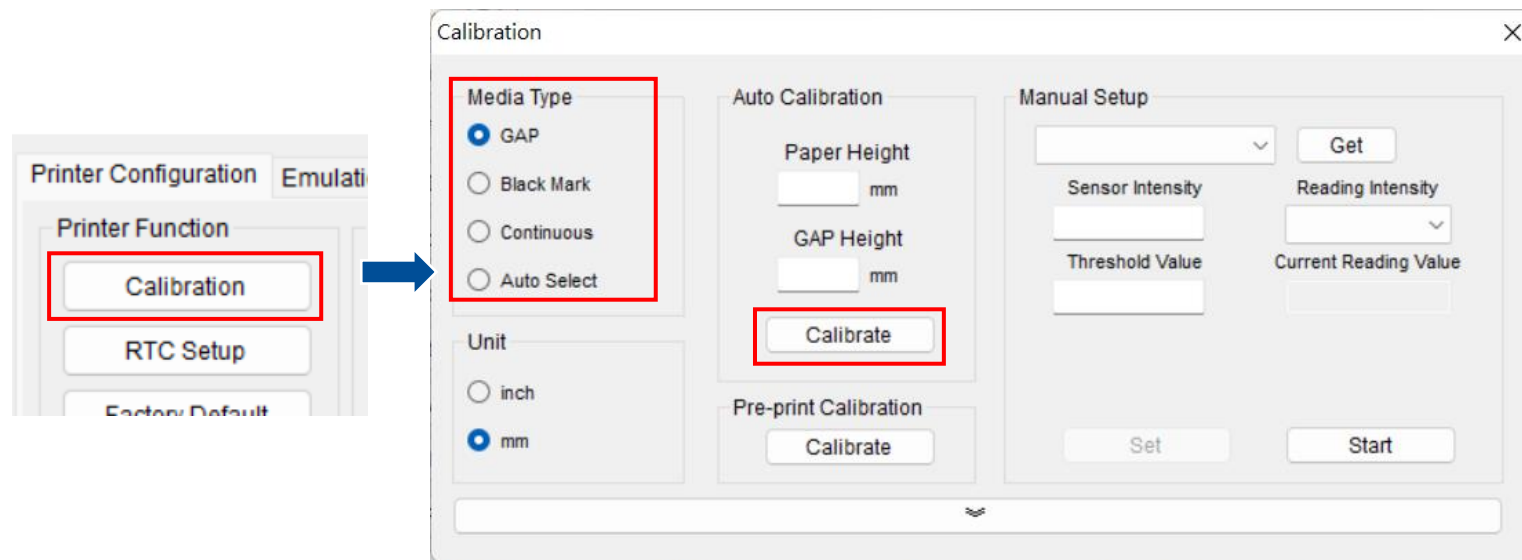 Printer Configuration
Printer Function
Calibration
RTC Setup
Factory Default
Calibration
Media Type
GAP
Black Mark
Continuous
Auto Select
Unit
inch
mm
Auto Calibration
Paper Height
mm
GAP Height
mm
Calibrate
Pre-print Calibration
Calibrate
Manual Setup
Get
Sensor Intensity
Reading Intensity
Threshold Value
Current Reading Value
Set
Start